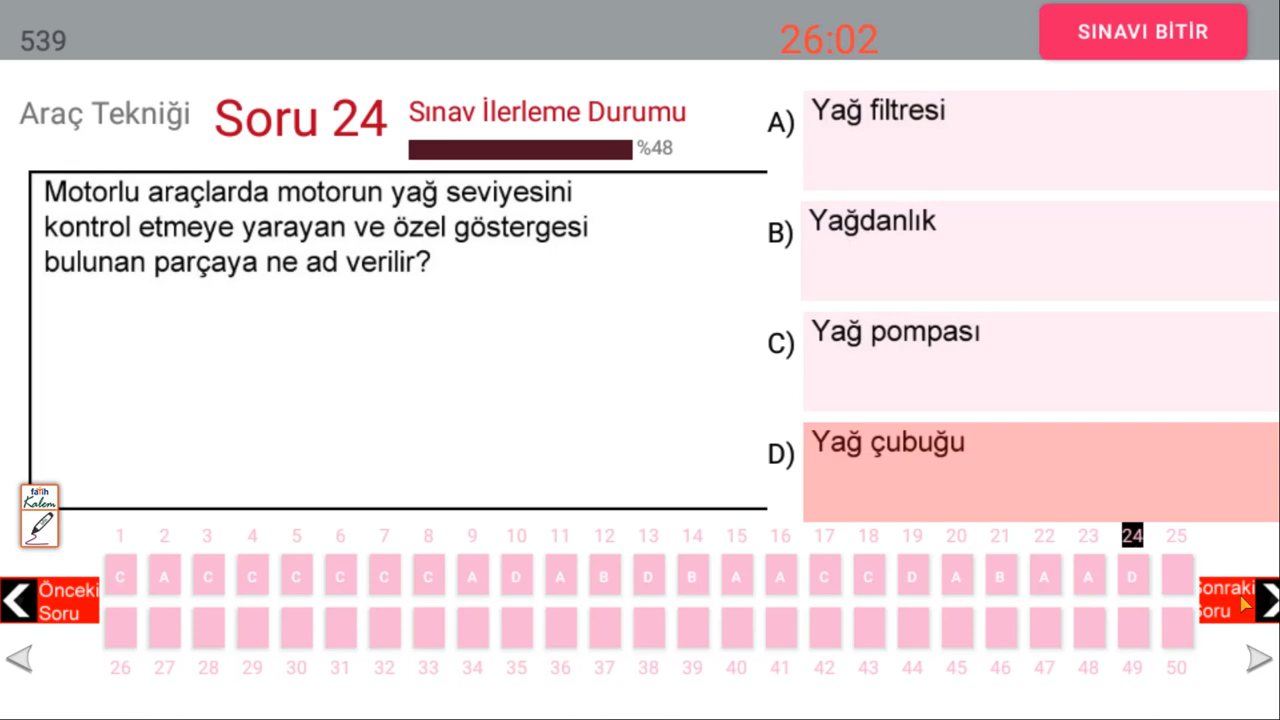 539
26:02
SINAVI BİTİR
Araç Tekniği
Soru 24
Sınav İlerleme Durumu
%48
Motorlu araçlarda motorun yağ seviyesini
kontrol etmeye yarayan ve özel göstergesi
bulunan parçaya ne ad verilir?
A) Yağ filtresi
B) Yağdanlık
C) Yağ pompası
D) Yağ çubuğu
fatih
Kalem
1 2 3 4 5 6 7 8 9 10 11 12 13 14 15 16 17 18 19 20 21 22 23 24 25
C A C C C C C C A D A B D B A A C C D A B A A D
Önceki
Soru
Sonraki
Soru
26 27 28 29 30 31 32 33 34 35 36 37 38 39 40 41 42 43 44 45 46 47 48 49 50